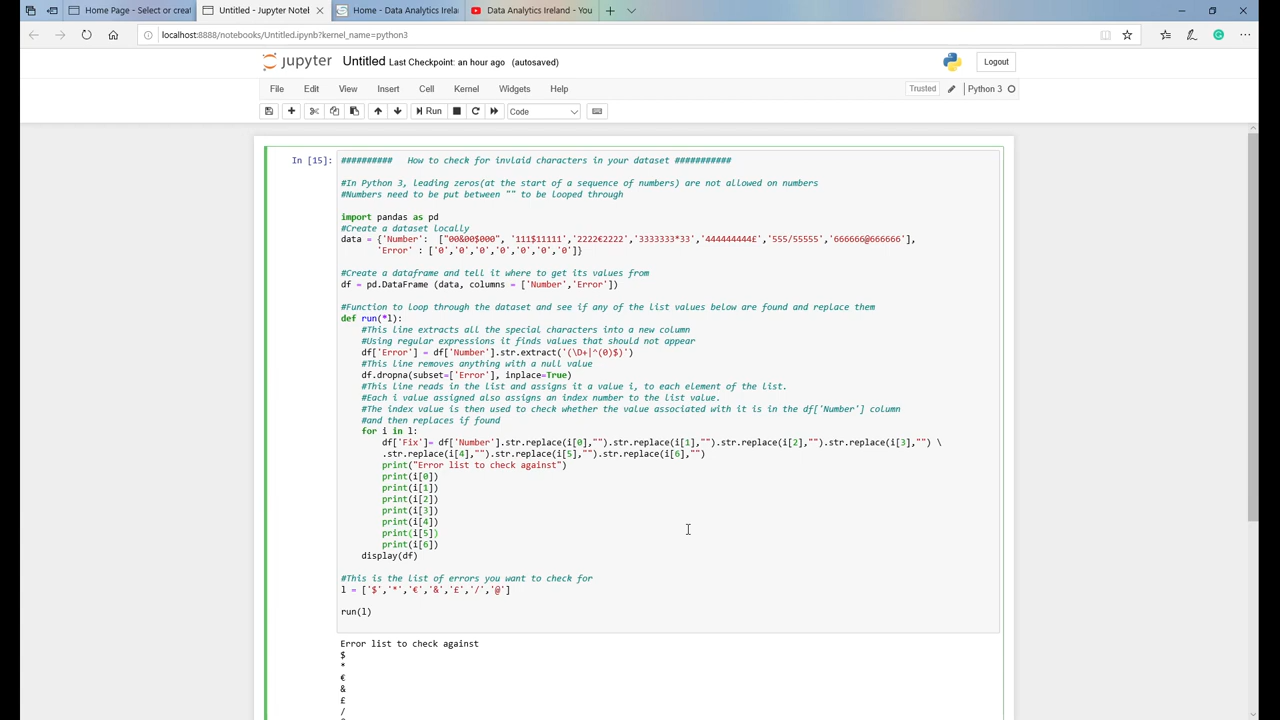 Home Page - Select or creat
Untitled - Jupyter Notel
Home - Data Analytics Irela
Data Analytics Ireland - You
localhost:8888/notebooks/Untitled.ipynb?kernel_name=python3
jupyter Untitled Last Checkpoint: an hour ago (autosaved)
Logout
File Edit View Insert Cell Kernel Widgets Help
Trusted
Python 3
Run
Code
In [15]:
########## How to check for invlaid characters in your dataset ###########
#In Python 3, leading zeros(at the start of a sequence of numbers) are not allowed on numbers
#Numbers need to be put between "" to be looped through
import pandas as pd
#Create a dataset locally
data = {'Number': ["00&00$000", '111$11111','2222€2222','3333333*33','444444444£','555/55555','666666@666666'],
'Error' : ['0','0','0','0','0','0','0']}
#Create a dataframe and tell it where to get its values from
df = pd.DataFrame (data, columns = ['Number','Error'])
#Function to loop through the dataset and see if any of the list values below are found and replace them
def run(*l):
#This line extracts all the special characters into a new column
#Using regular expressions it finds values that should not appear
df['Error'] = df['Number'].str.extract('(\D+|^(0)$)')
#This line removes anything with a null value
df.dropna(subset=['Error'], inplace=True)
#This line reads in the list and assigns it a value i, to each element of the list.
#Each i value assigned also assigns an index number to the list value.
#The index value is then used to check whether the value associated with it is in the df['Number'] column
#and then replaces if found
for i in l:
df['Fix']= df['Number'].str.replace(i[0],"").str.replace(i[1],"").str.replace(i[2],"").str.replace(i[3],"") \
.str.replace(i[4],"").str.replace(i[5],"").str.replace(i[6],"")
print("Error list to check against")
print(i[0])
print(i[1])
print(i[2])
print(i[3])
print(i[4])
print(i[5])
print(i[6])
display(df)
#This is the list of errors you want to check for
l = ['$','*','€','&','£','/','@']
run(l)
Error list to check against
$
*
€
&
£
/